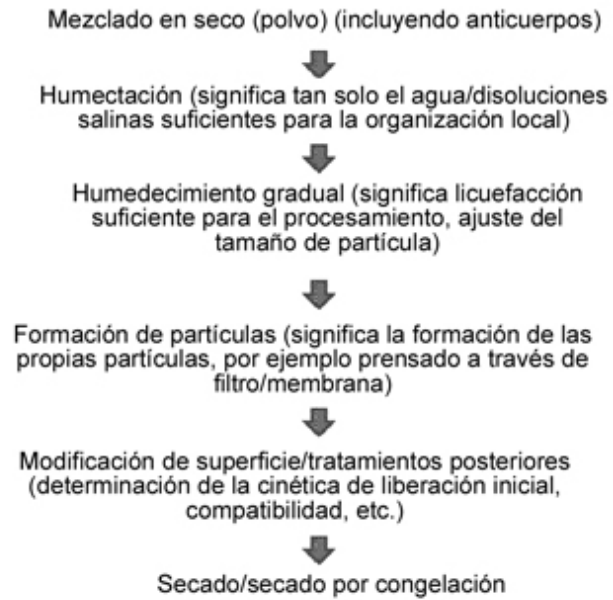 Mezclado en seco (polvo) (incluyendo anticuerpos)
Humectación (significa tan solo el agua/disoluciones
salinas suficientes para la organización local)
Humedecimiento gradual (significa licuefacción
suficiente para el procesamiento, ajuste del
tamaño de partícula)
Formación de partículas (significa la formación de las
propias partículas, por ejemplo prensado a través de
filtro/membrana)
Modificación de superficie/tratamientos posteriores
(determinación de la cinética de liberación inicial,
compatibilidad, etc.)
Secado/secado por congelación